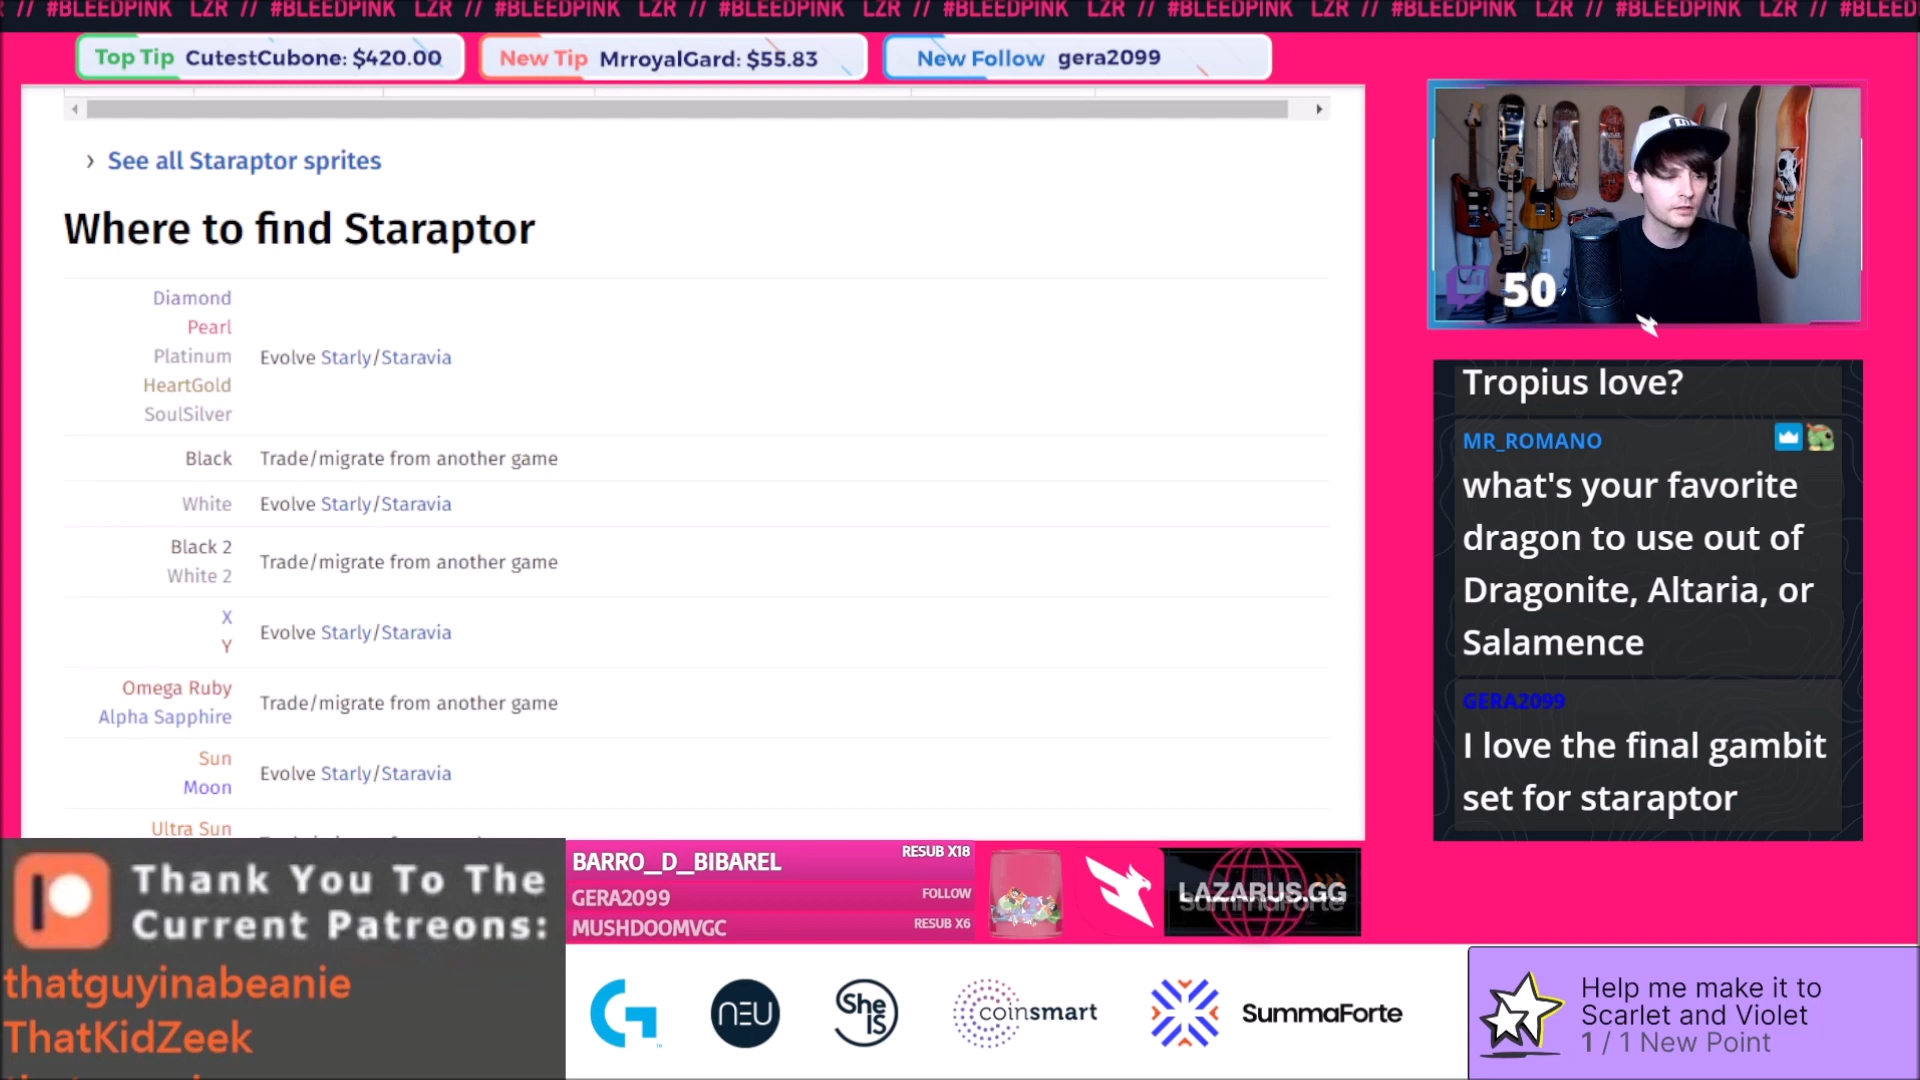 // #BLEEDPINK LZR // #BLEEDPINK LZR // #BLEEDPINK LZR // #BLEEDPINK LZR // #BLEEDPINK LZR // #BLEEDPINK LZR // #BLEEDPINK LZR // #BLEEDPINK LZR // #BLEED
Top Tip CutestCubone: $420.00
New Tip MrroyalGard: $55.83
New Follow gera2099
› See all Staraptor sprites
Where to find Staraptor
Diamond
Pearl
Platinum
HeartGold
SoulSilver
Evolve Starly/Staravia
Black Trade/migrate from another game
White Evolve Starly/Staravia
Black 2
White 2
Trade/migrate from another game
X
Y
Evolve Starly/Staravia
Omega Ruby
Alpha Sapphire
Trade/migrate from another game
Sun
Moon
Evolve Starly/Staravia
Ultra Sun
50
Tropius love?
MR_ROMANO
what's your favorite
dragon to use out of
Dragonite, Altaria, or
Salamence
GERA2099
I love the final gambit
set for staraptor
Thank You To The
Current Patreons:
thatguyinabeanie
ThatKidZeek
BARRO_D_BIBAREL RESUB X18
GERA2099 FOLLOW
MUSHDOOMVGC RESUB X6
LAZARUS.GG
SummaForte
G
NEU
She
IS
coinsmart
SummaForte
Help me make it to
Scarlet and Violet
1 / 1 New Point